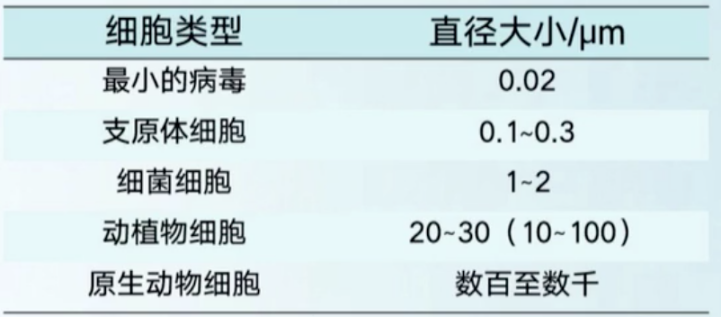 细胞类型 直径大小/μm
最小的病毒 0.02
支原体细胞 0.1~0.3
细菌细胞 1~2
动植物细胞 20~30（10~100）
原生动物细胞 数百至数千